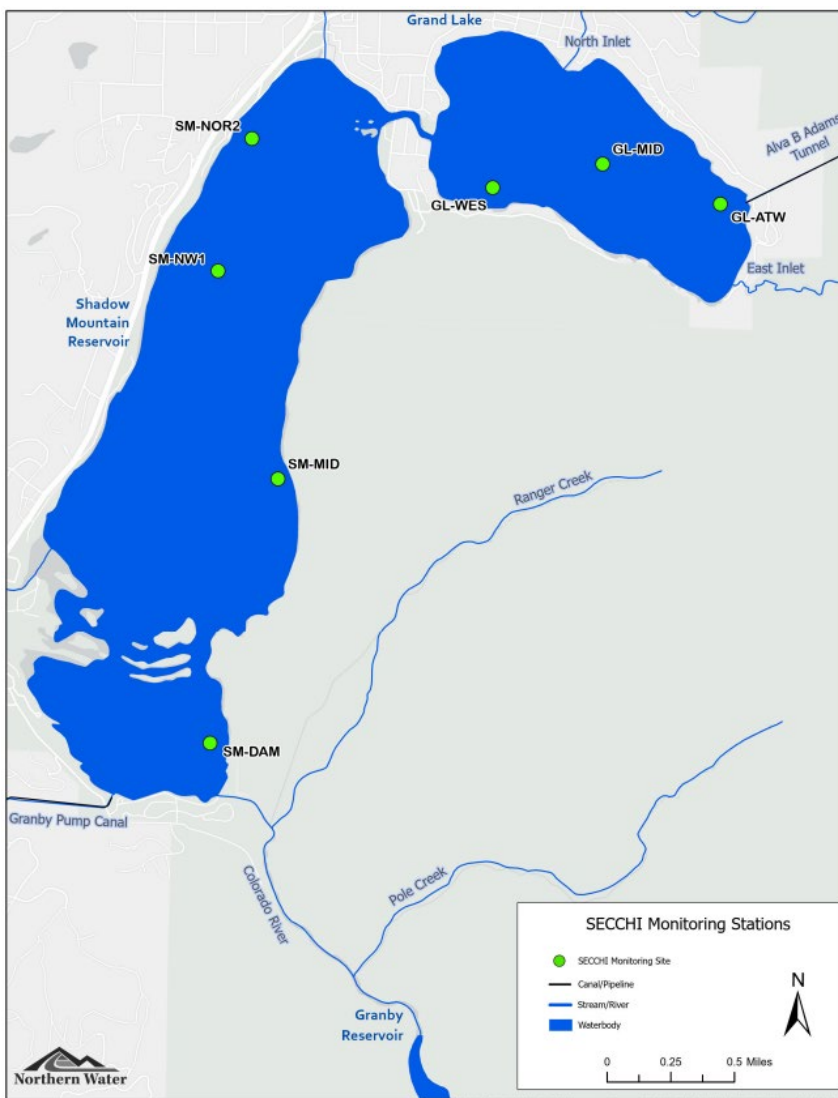 Grand Lake
North Inlet
SM-NOR2
Alva B Adams
Tunnel
GL-MID
GL-WES
GL-ATW
SM-NW1
East Inlet
Shadow
Mountain
Reservoir
SM-MID
Ranger Creek
SM-DAM
Granby Pump Canal
Colorado
River
Pole Creek
Granby
Reservoir
SECCHI Monitoring Stations
SECCHI Monitoring Site
Canal/Pipeline
Stream/River
Waterbody
N
0 0.25 0.5 Miles
Northern Water